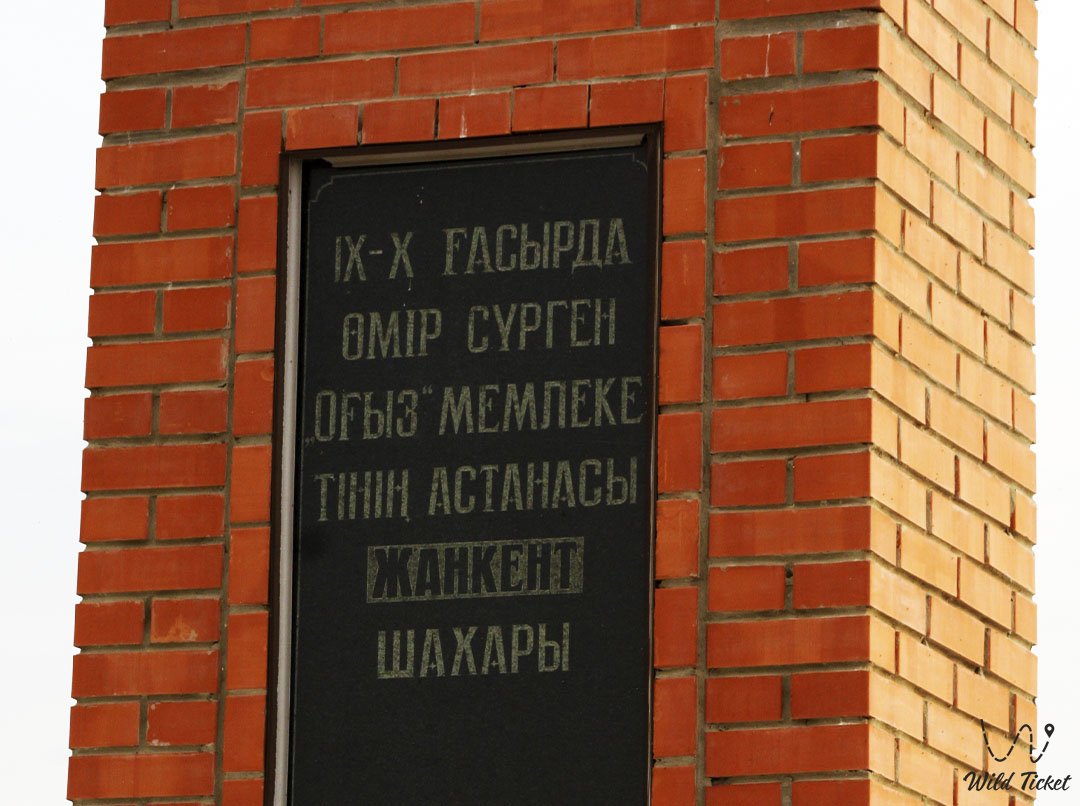 IX-X ҒАСЫРДА
ӨМІР СҮРГЕН
„ОҒЫЗ“ МЕМЛЕКЕ
ТІНІҢ АСТАНАСЫ
ЖАНКЕНТ
ШАХАРЫ
Wild Ticket